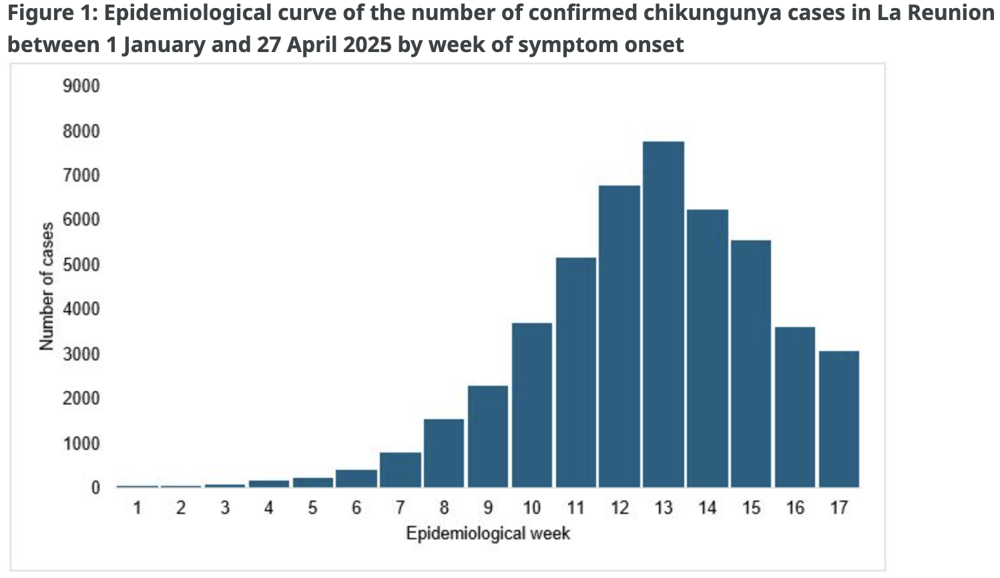 Figure 1: Epidemiological curve of the number of confirmed chikungunya cases in La Reunion
between 1 January and 27 April 2025 by week of symptom onset
9000
8000
7000
6000
5000
4000
3000
2000
1000
0
Number of cases
1 2 3 4 5 6 7 8 9 10 11 12 13 14 15 16 17
Epidemiological week